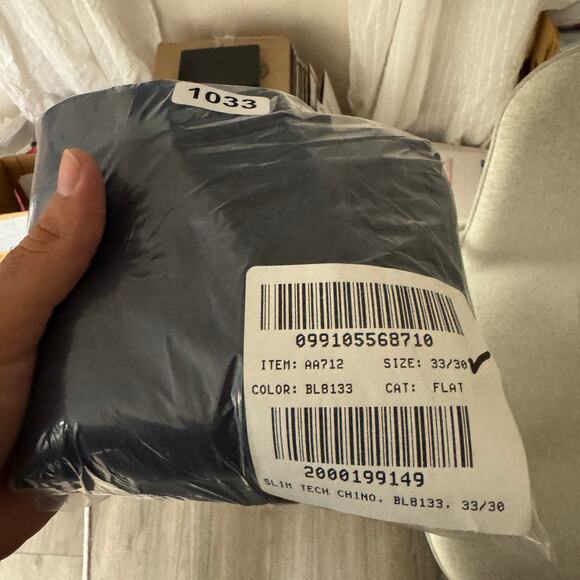 1033
099105568710
ITEM: AA712 SIZE: 33/30
COLOR: BL8133 CAT: FLAT
2000199149
SLIM TECH CHINO, BL8133, 33/30